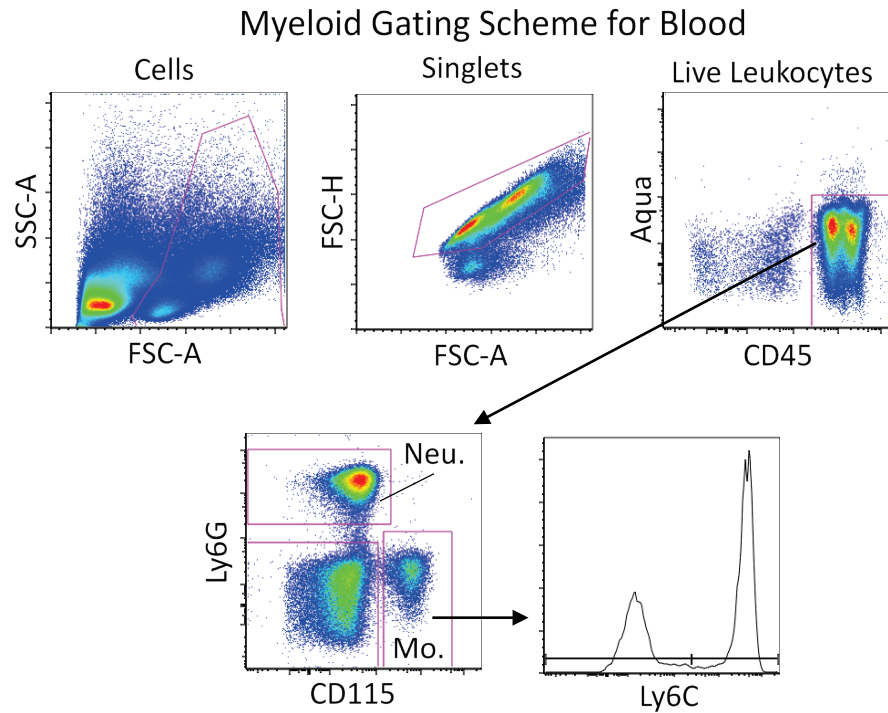 Myeloid Gating Scheme for Blood
Cells
Singlets
Live Leukocytes
SSC-A
FSC-A
FSC-H
FSC-A
Aqua
CD45
Neu.
Ly6G
Mo.
CD115
Ly6C